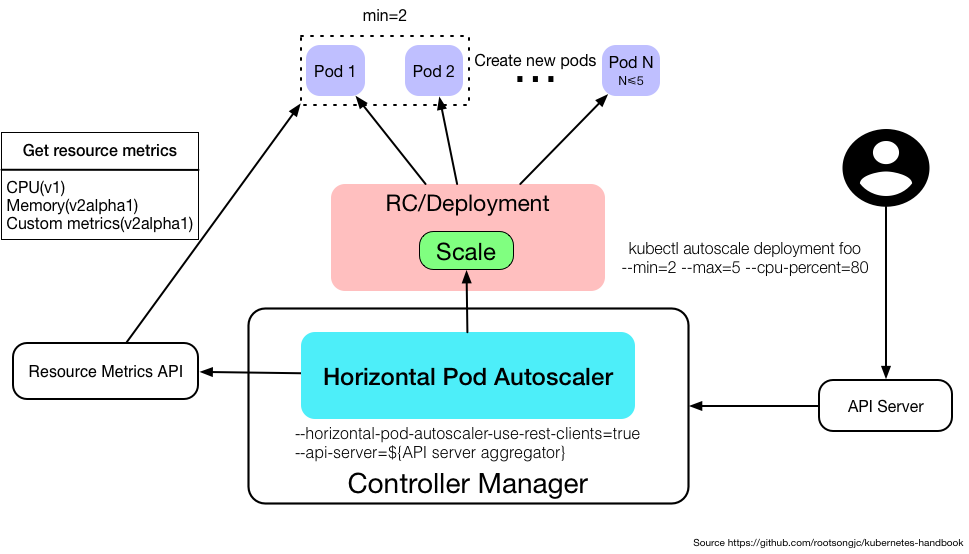 min=2
Pod 1
Pod 2
Create new pods
...
Pod N
N≤5
Get resource metrics
CPU(v1)
Memory(v2alpha1)
Custom metrics(v2alpha1)
RC/Deployment
Scale
kubectl autoscale deployment foo
--min=2 --max=5 --cpu-percent=80
Resource Metrics API
Horizontal Pod Autoscaler
API Server
--horizontal-pod-autoscaler-use-rest-clients=true
--api-server=${API server aggregator}
Controller Manager
Source https://github.com/rootsongjc/kubernetes-handbook